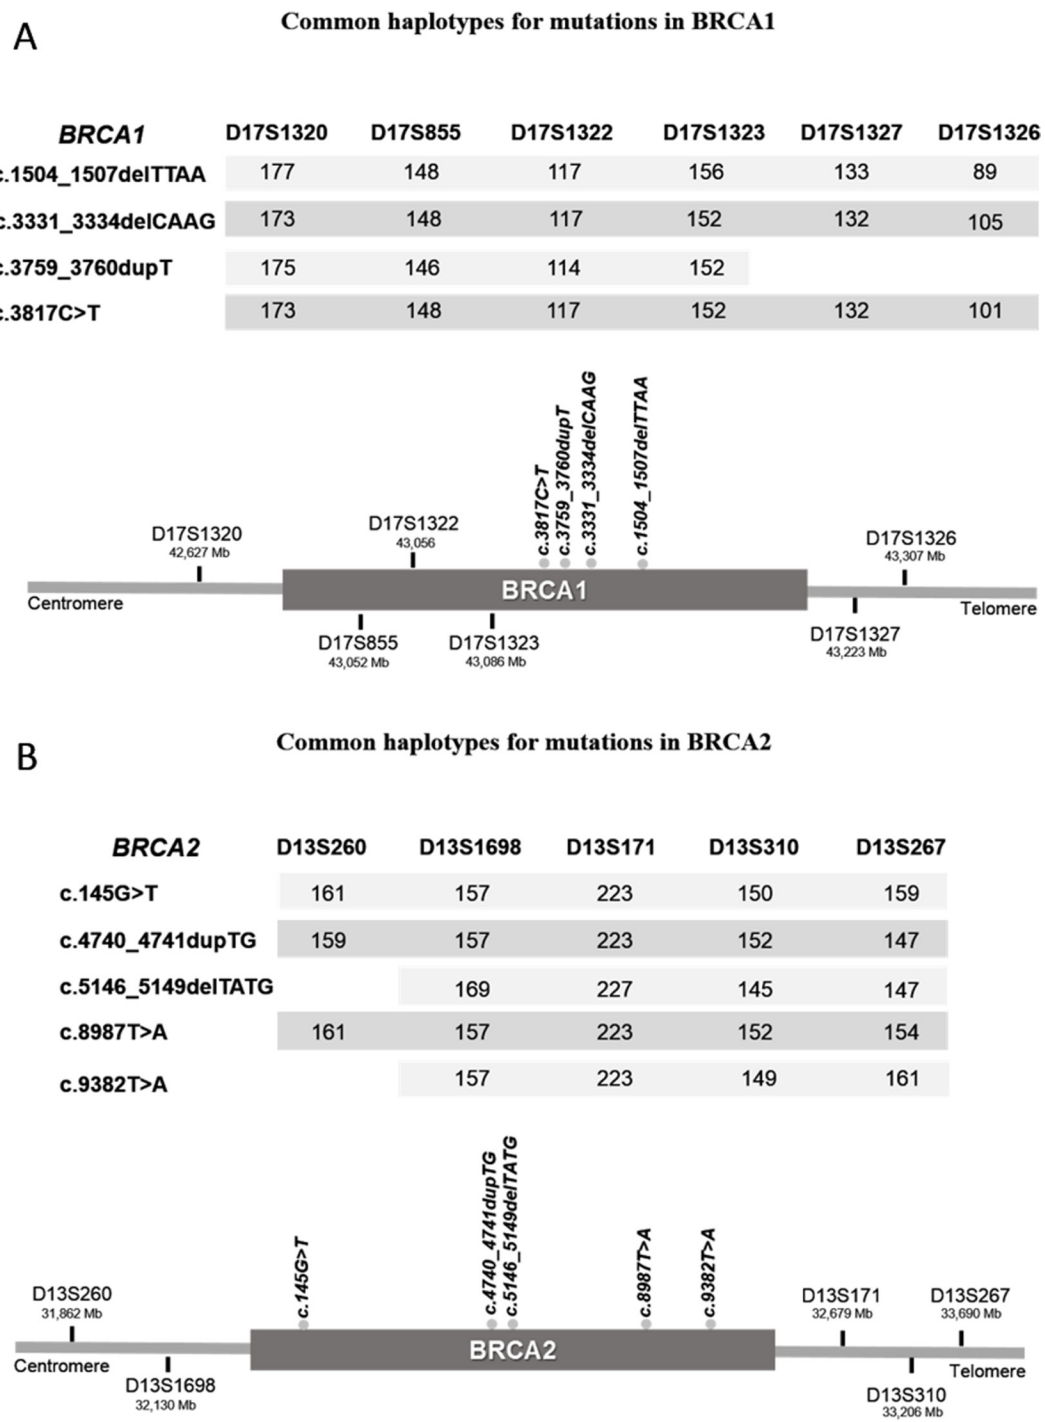 A
Common haplotypes for mutations in BRCA1
BRCA1 D17S1320 D17S855 D17S1322 D17S1323 D17S1327 D17S1326
c.1504_1507delTTAA 177 148 117 156 133 89
c.3331_3334delCAAG 173 148 117 152 132 105
c.3759_3760dupT 175 146 114 152
c.3817C>T 173 148 117 152 132 101
c.3817C>T
c.3759_3760dupT
c.3331_3334delCAAG
c.1504_1507delTTAA
D17S1320
42,627 Mb
D17S1322
43,056
D17S1326
43,307 Mb
BRCA1
Centromere
Telomere
D17S855
43,052 Mb
D17S1323
43,086 Mb
D17S1327
43,223 Mb
B
Common haplotypes for mutations in BRCA2
BRCA2 D13S260 D13S1698 D13S171 D13S310 D13S267
c.145G>T 161 157 223 150 159
c.4740_4741dupTG 159 157 223 152 147
c.5146_5149delTATG 169 227 145 147
c.8987T>A 161 157 223 152 154
c.9382T>A 157 223 149 161
c.145G>T
c.4740_4741dupTG
c.5146_5149delTATG
c.8987T>A
c.9382T>A
D13S260
31,862 Mb
D13S171
32,679 Mb
D13S267
33,690 Mb
BRCA2
Centromere
Telomere
D13S1698
32,130 Mb
D13S310
33,206 Mb